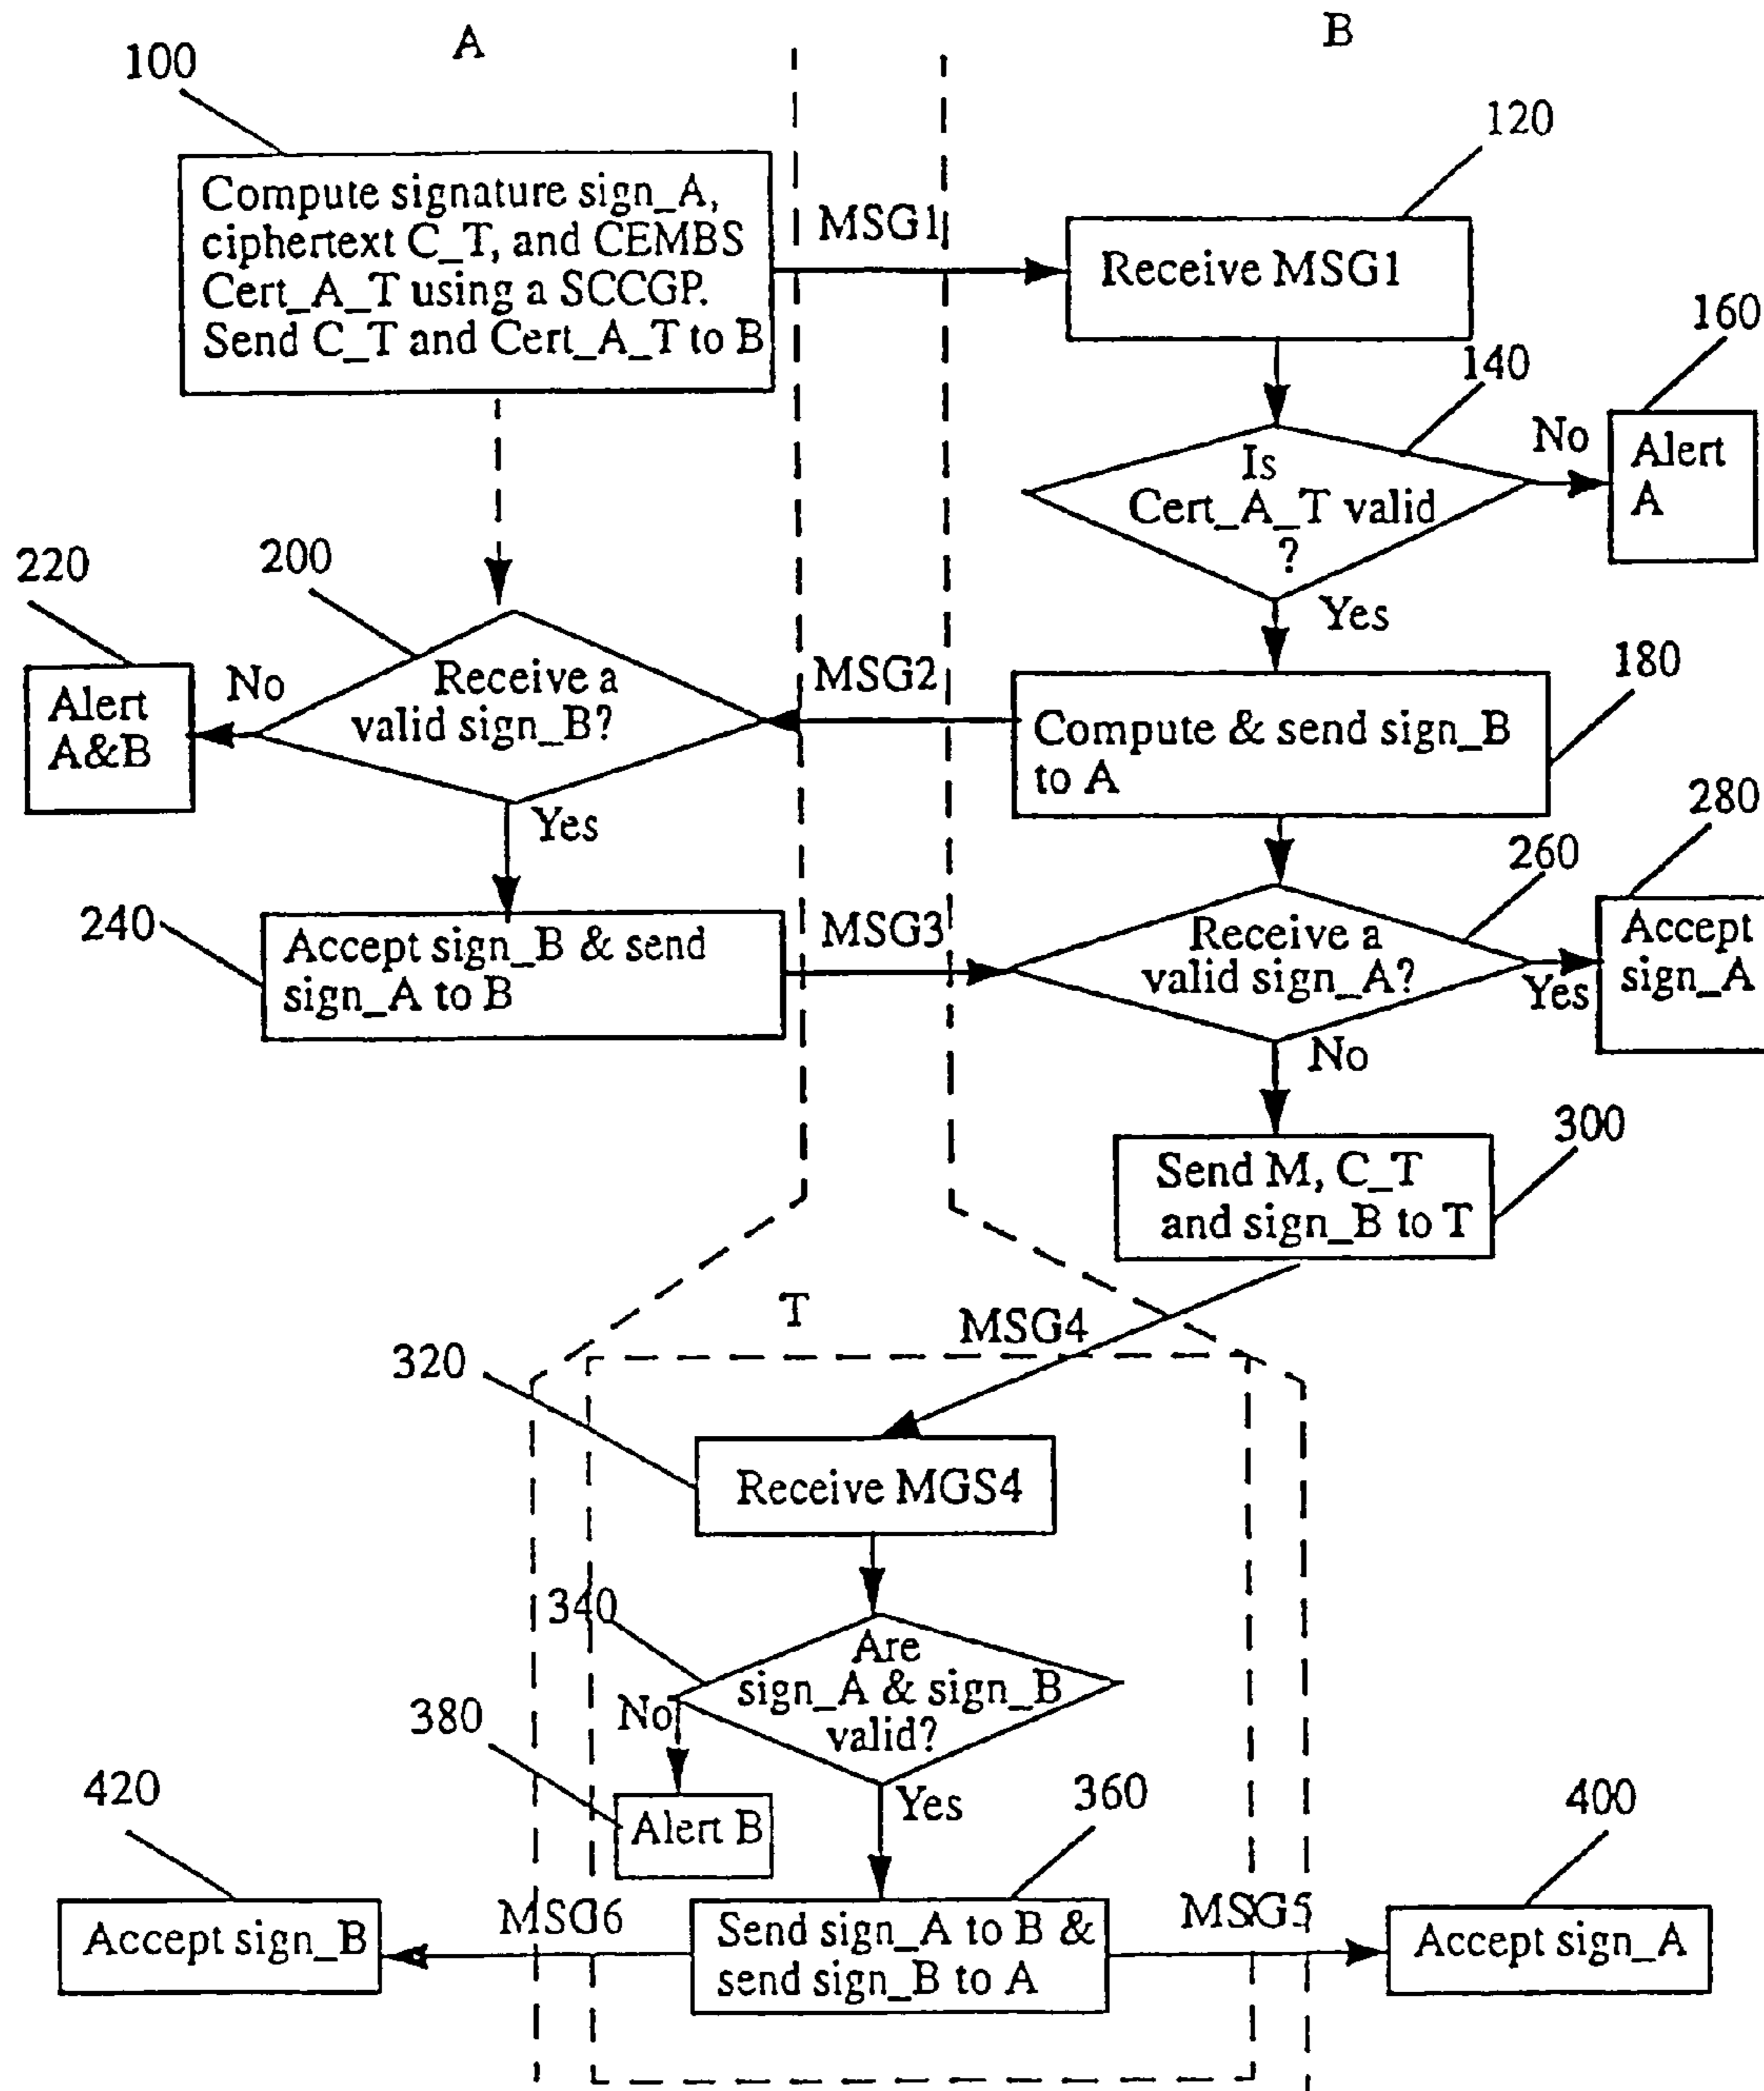 A
B
100
120
Compute signature sign_A,
ciphertext C_T, and CEMBS
Cert_A_T using a SCCGP.
Send C_T and Cert_A_T to B
MSG1
Receive MSG1
140
160
Is
Cert_A_T valid
?
No
Alert
A
Yes
220
200
Receive a
valid sign_B?
No
Alert
A&B
Yes
MSG2
180
Compute & send sign_B
to A
240
Accept sign_B & send
sign_A to B
MSG3
260
280
Receive a
valid sign_A?
Yes
Accept
sign_A
No
300
Send M, C_T
and sign_B to T
T
MSG4
320
Receive MGS4
340
Are
sign_A & sign_B
valid?
No
380
Alert B
Yes
360
Send sign_A to B &
send sign_B to A
420
MSG6
Accept sign_B
MSG5
400
Accept sign_A